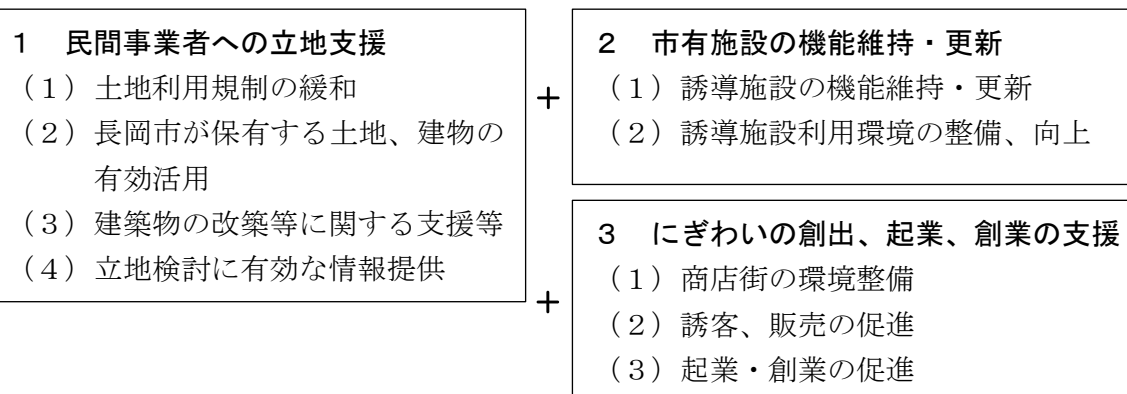 １　民間事業者への立地支援
（１）土地利用規制の緩和
（２）長岡市が保有する土地、建物の
有効活用
（３）建築物の改築等に関する支援等
（４）立地検討に有効な情報提供
＋
２　市有施設の機能維持・更新
（１）誘導施設の機能維持・更新
（２）誘導施設利用環境の整備、向上
＋
３　にぎわいの創出、起業、創業の支援
（１）商店街の環境整備
（２）誘客、販売の促進
（３）起業・創業の促進